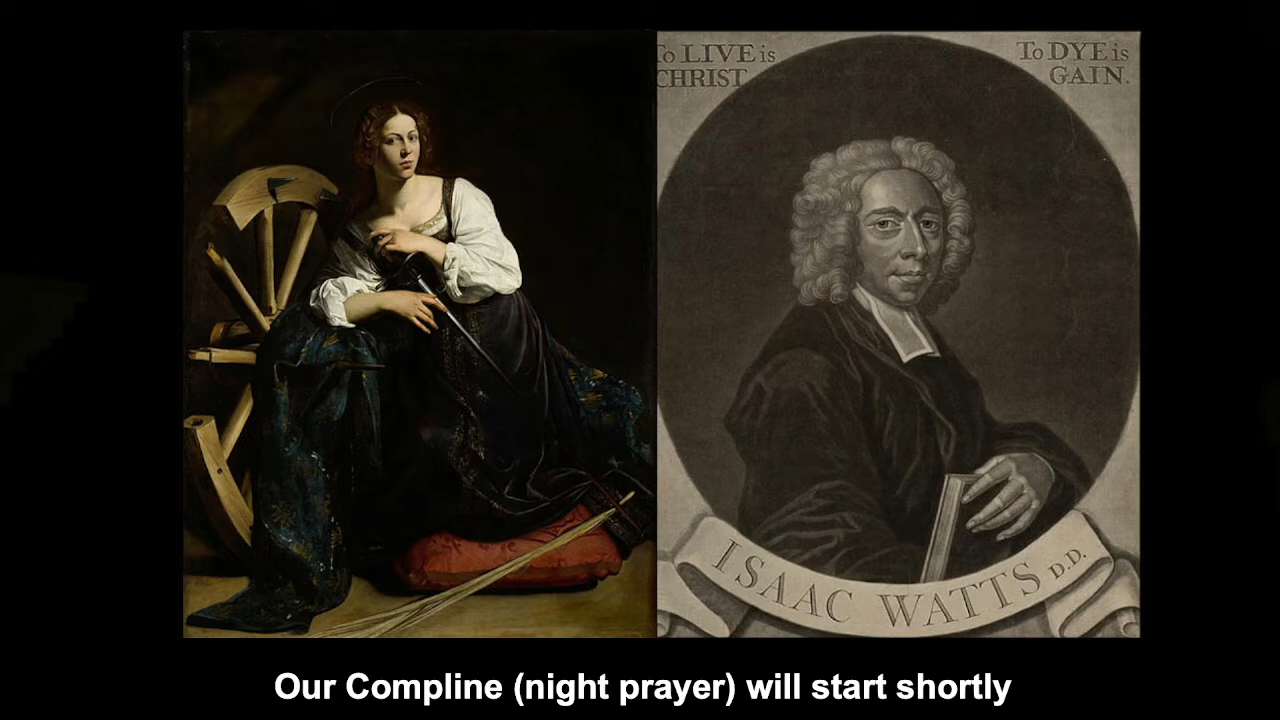 To LIVE is
CHRIST
To DYE is
GAIN.
ISAAC WATTS D.D.
Our Compline (night prayer) will start shortly